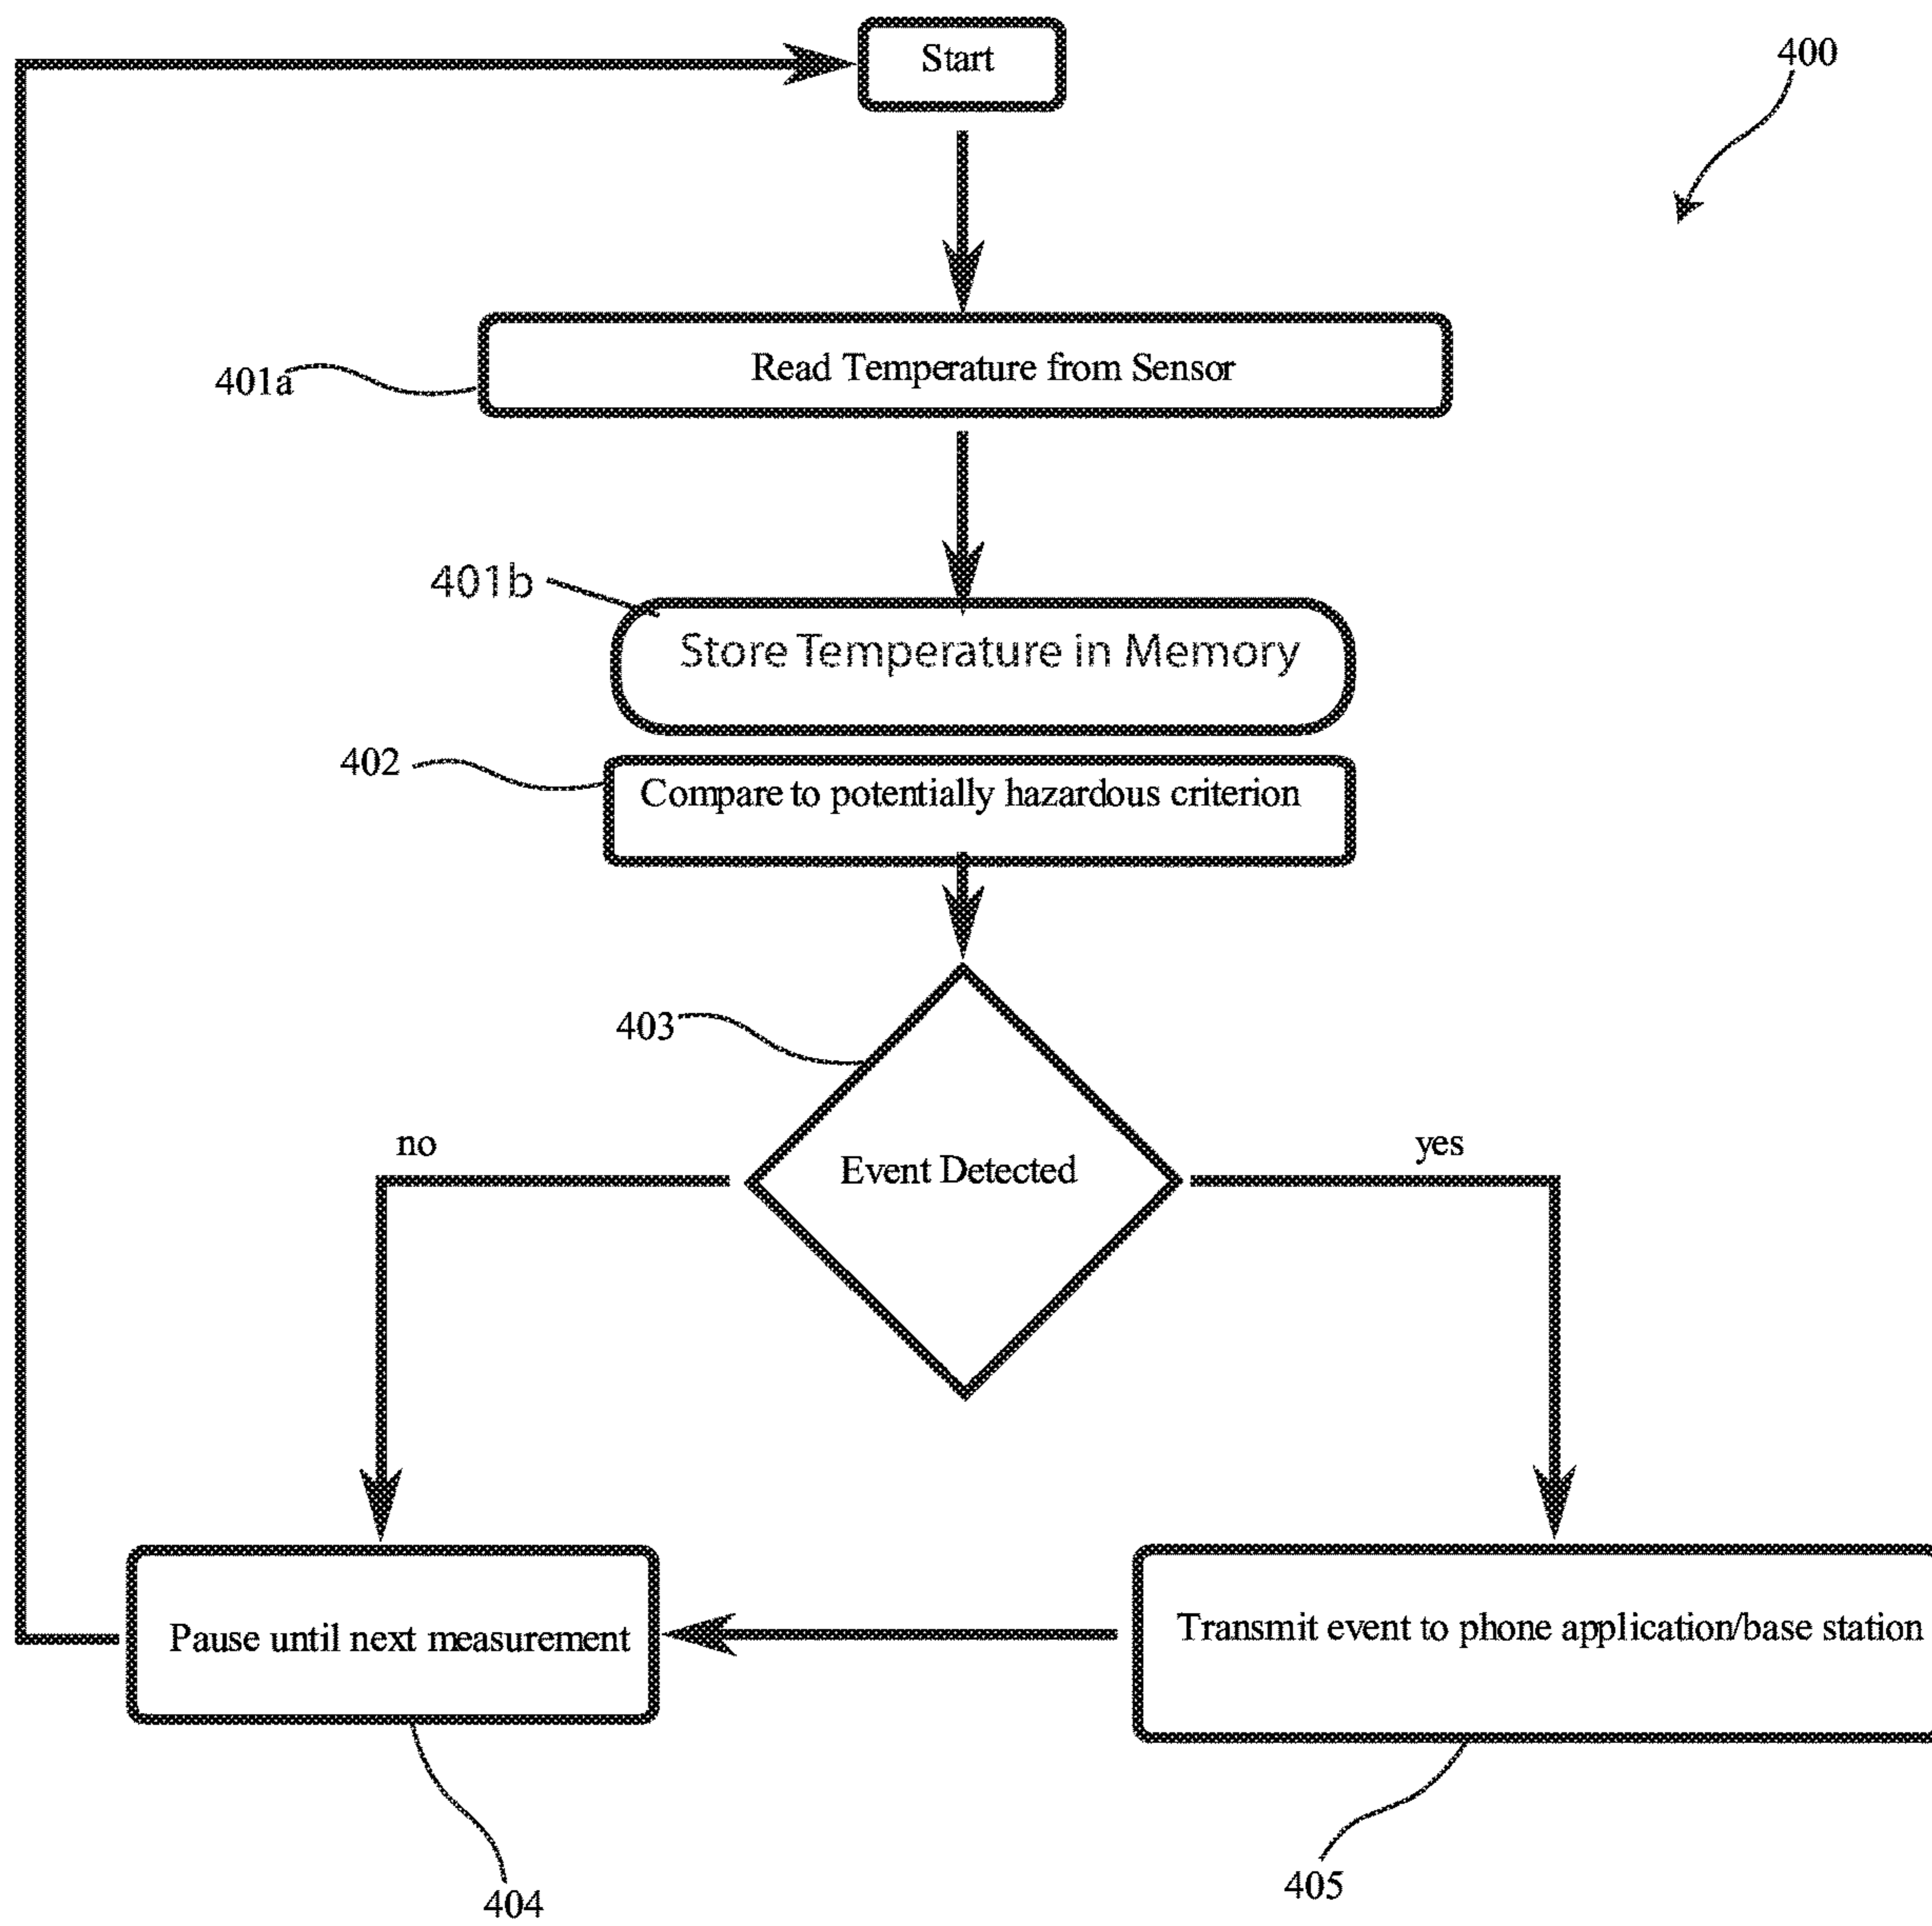 Start
400
Read Temperature from Sensor
401a
401b
Store Temperature in Memory
402
Compare to potentially hazardous criterion
403
no
Event Detected
yes
Pause until next measurement
Transmit event to phone application/base station
404
405